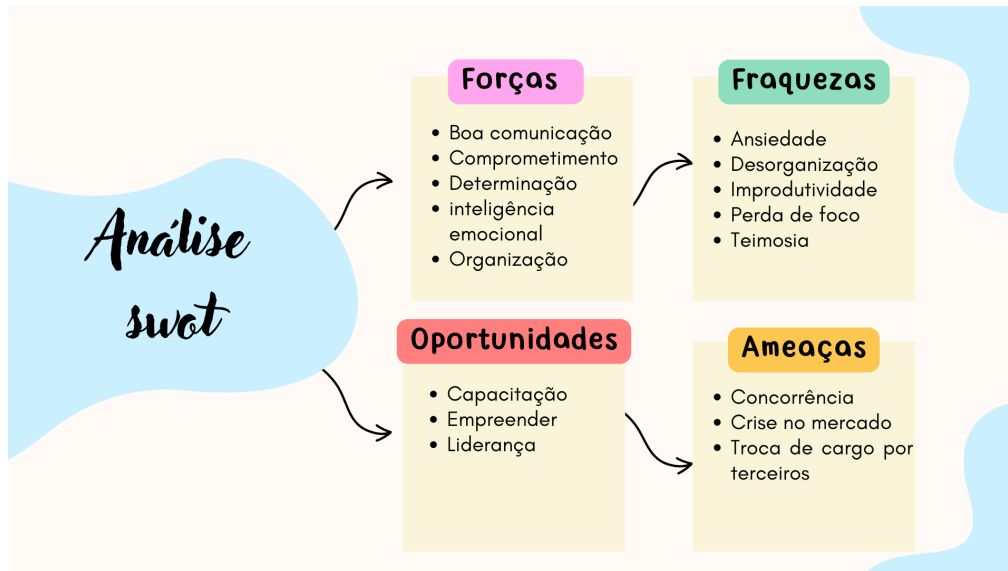 Análise
swot
Forças
• Boa comunicação
• Comprometimento
• Determinação
• inteligência
emocional
• Organização
Fraquezas
• Ansiedade
• Desorganização
• Improdutividade
• Perda de foco
• Teimosia
Oportunidades
• Capacitação
• Empreender
• Liderança
Ameaças
• Concorrência
• Crise no mercado
• Troca de cargo por
terceiros